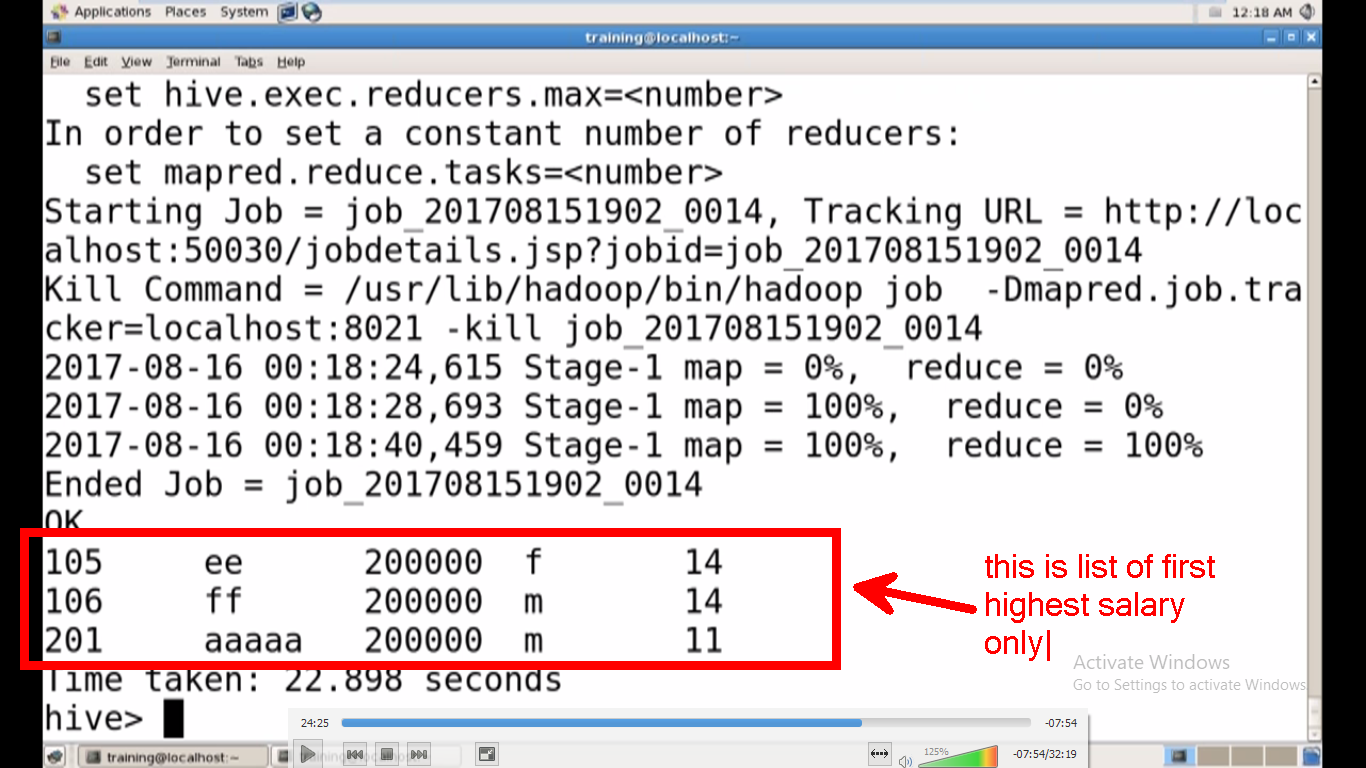 Applications Places System 12:18 AM
training@localhost:~
File Edit View Terminal Tabs Help
set hive.exec.reducers.max=<number>
In order to set a constant number of reducers:
set mapred.reduce.tasks=<number>
Starting Job = job_201708151902_0014, Tracking URL = http://loc
alhost:50030/jobdetails.jsp?jobid=job_201708151902_0014
Kill Command = /usr/lib/hadoop/bin/hadoop job  -Dmapred.job.tra
cker=localhost:8021 -kill job_201708151902_0014
2017-08-16 00:18:24,615 Stage-1 map = 0%,  reduce = 0%
2017-08-16 00:18:28,693 Stage-1 map = 100%,  reduce = 0%
2017-08-16 00:18:40,459 Stage-1 map = 100%,  reduce = 100%
Ended Job = job_201708151902_0014
OK
105 ee 200000 f 14
106 ff 200000 m 14
201 aaaaa 200000 m 11
this is list of first
highest salary
only
Time taken: 22.898 seconds
hive>
Activate Windows
Go to Settings to activate Windows
24:25 -07:54
125%
-07:54/32:19
training@localhost:~